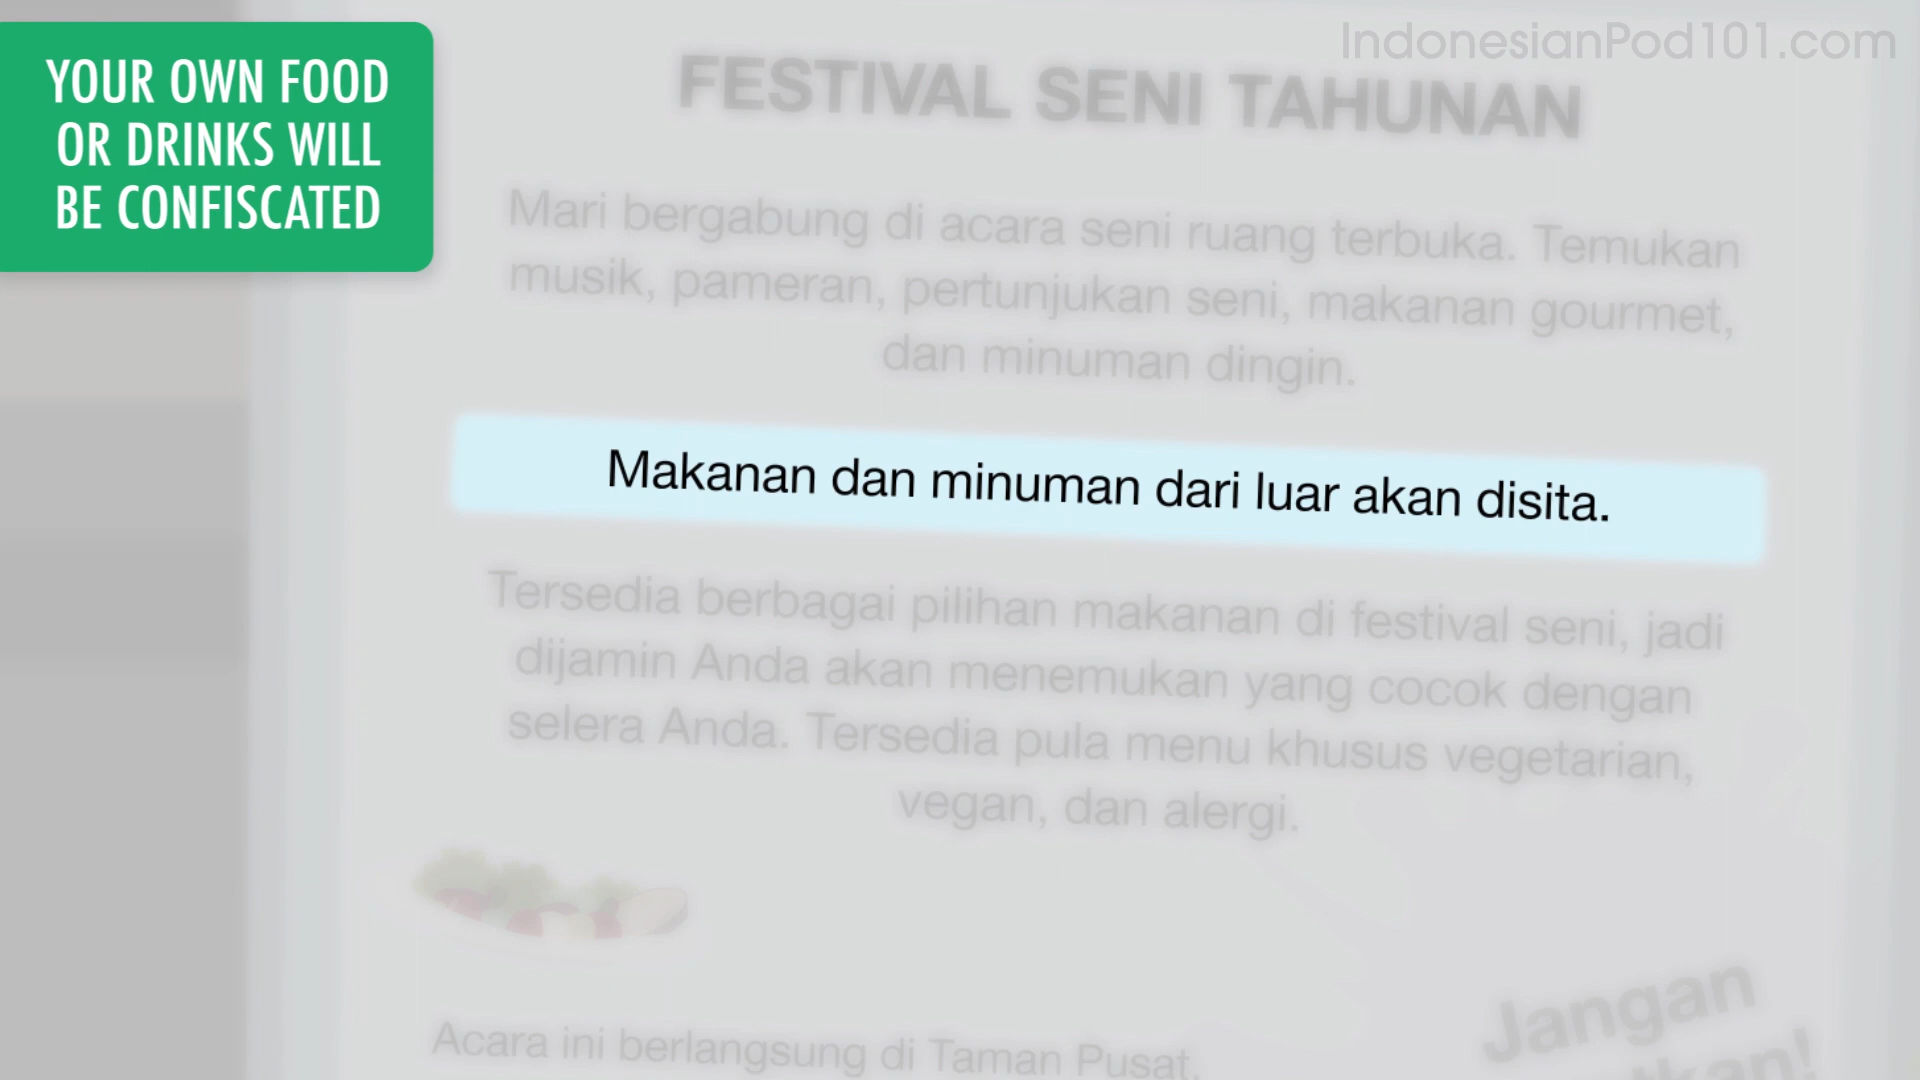 IndonesianPod101.com
YOUR OWN FOOD
OR DRINKS WILL
BE CONFISCATED
FESTIVAL SENI TAHUNAN
Mari bergabung di acara seni ruang terbuka. Temukan
musik, pameran, pertunjukan seni, makanan gourmet,
dan minuman dingin.
Makanan dan minuman dari luar akan disita.
Tersedia berbagai pilihan makanan di festival seni, jadi
dijamin Anda akan menemukan yang cocok dengan
selera Anda. Tersedia pula menu khusus vegetarian,
vegan, dan alergi.
Acara ini berlangsung di Taman Pusat.
Jangan